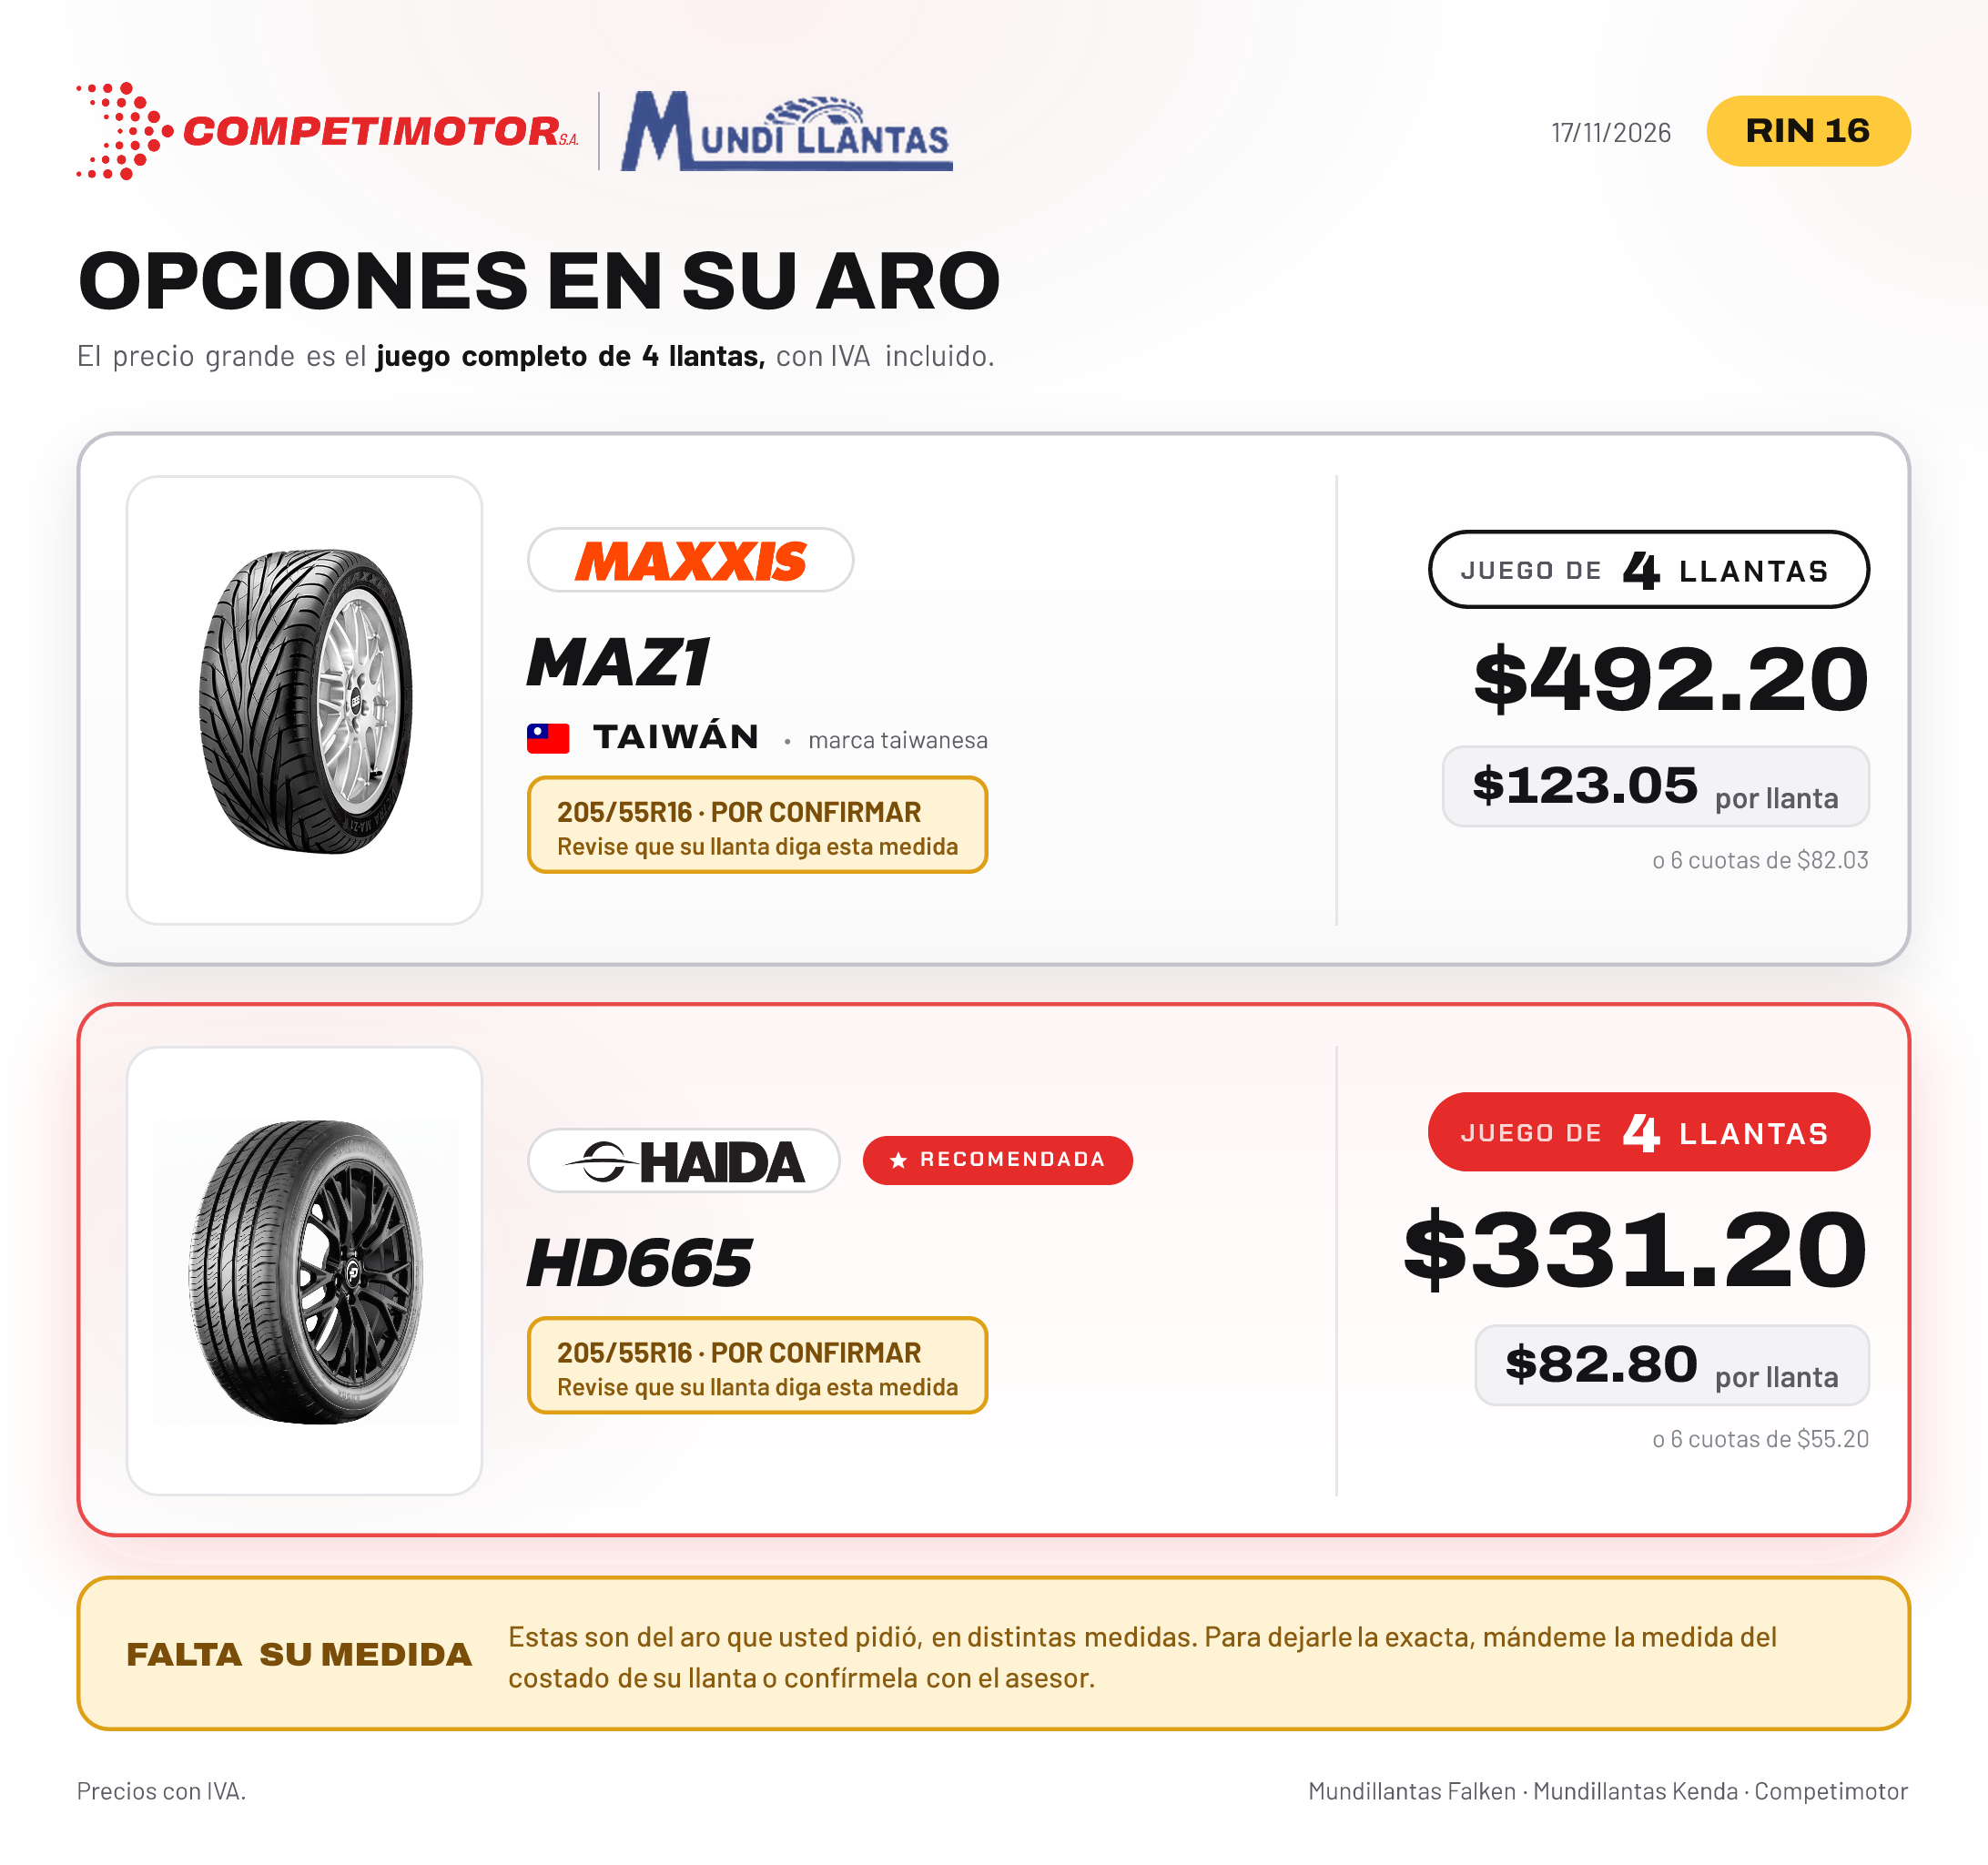 COMPETIMOTOR S.A.
MUNDI LLANTAS
17/11/2026
RIN 16
OPCIONES EN SU ARO
El precio grande es el juego completo de 4 llantas, con IVA incluido.
MAXXIS
MAZ1
TAIWÁN · marca taiwanesa
205/55R16 · POR CONFIRMAR
Revise que su llanta diga esta medida
JUEGO DE 4 LLANTAS
$492.20
$123.05 por llanta
o 6 cuotas de $82.03
HAIDA
★ RECOMENDADA
HD665
205/55R16 · POR CONFIRMAR
Revise que su llanta diga esta medida
JUEGO DE 4 LLANTAS
$331.20
$82.80 por llanta
o 6 cuotas de $55.20
FALTA SU MEDIDA
Estas son del aro que usted pidió, en distintas medidas. Para dejarle la exacta, mándeme la medida del
costado de su llanta o confírmela con el asesor.
Precios con IVA.
Mundillantas Falken · Mundillantas Kenda · Competimotor